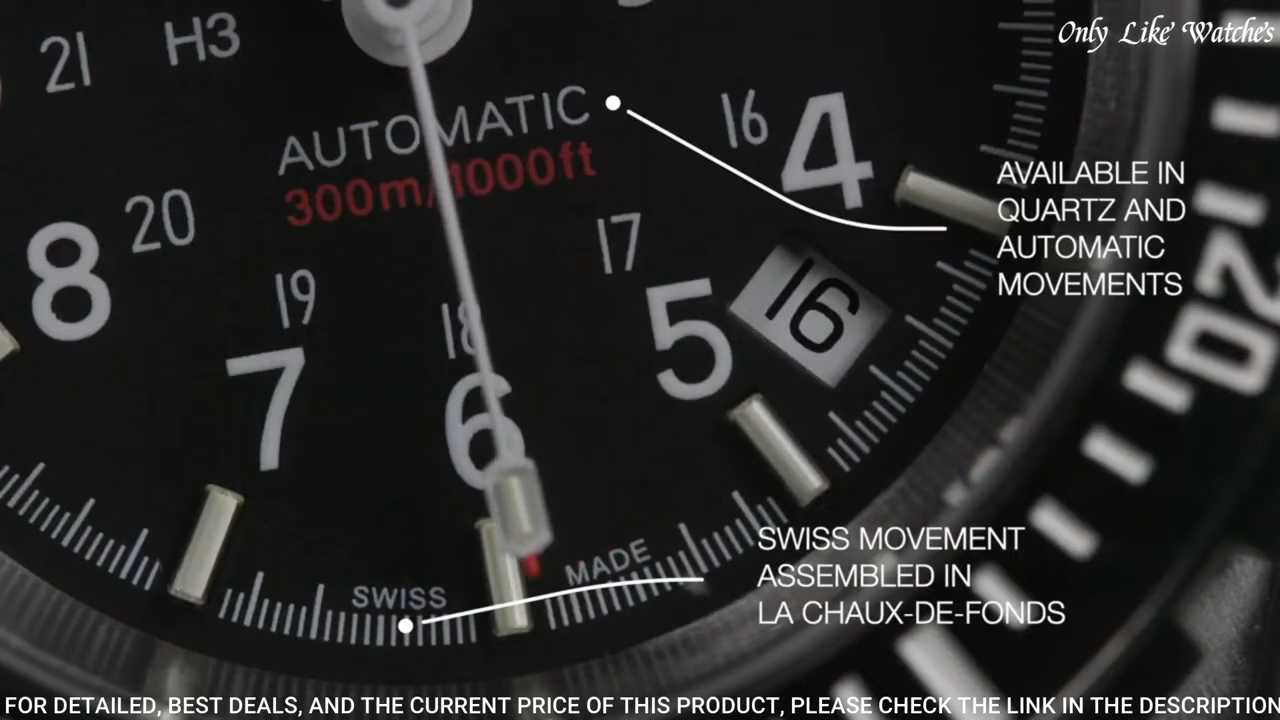 Only Like Watche's
21
H3
AUTOMATIC
300m/1000ft
16
4
AVAILABLE IN
QUARTZ AND
AUTOMATIC
MOVEMENTS
20
8
20
17
19
18
5
16
7
6
SWISS
MADE
SWISS MOVEMENT
ASSEMBLED IN
LA CHAUX-DE-FONDS
FOR DETAILED, BEST DEALS, AND THE CURRENT PRICE OF THIS PRODUCT, PLEASE CHECK THE LINK IN THE DESCRIPTION